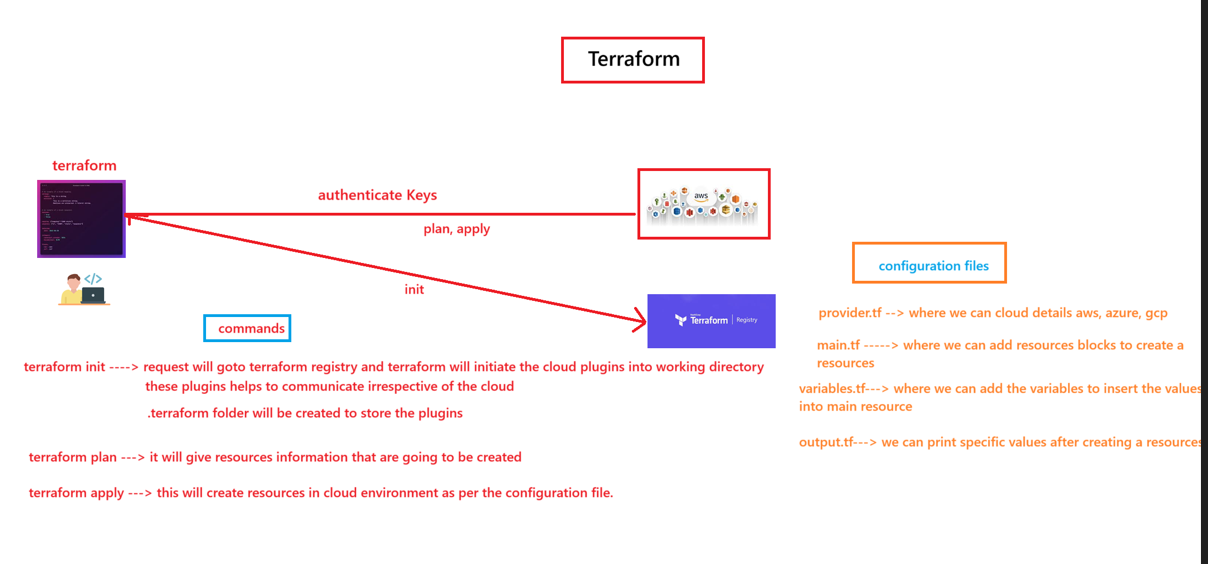 Terraform
terraform
authenticate Keys
aws
plan, apply
init
Terraform | Registry
commands
terraform init ----> request will goto terraform registry and terraform will initiate the cloud plugins into working directory
these plugins helps to communicate irrespective of the cloud
.terraform folder will be created to store the plugins
terraform plan ---> it will give resources information that are going to be created
terraform apply ---> this will create resources in cloud environment as per the configuration file.
configuration files
provider.tf --> where we can cloud details aws, azure, gcp
main.tf -----> where we can add resources blocks to create a
resources
variables.tf---> where we can add the variables to insert the values
into main resource
output.tf---> we can print specific values after creating a resources